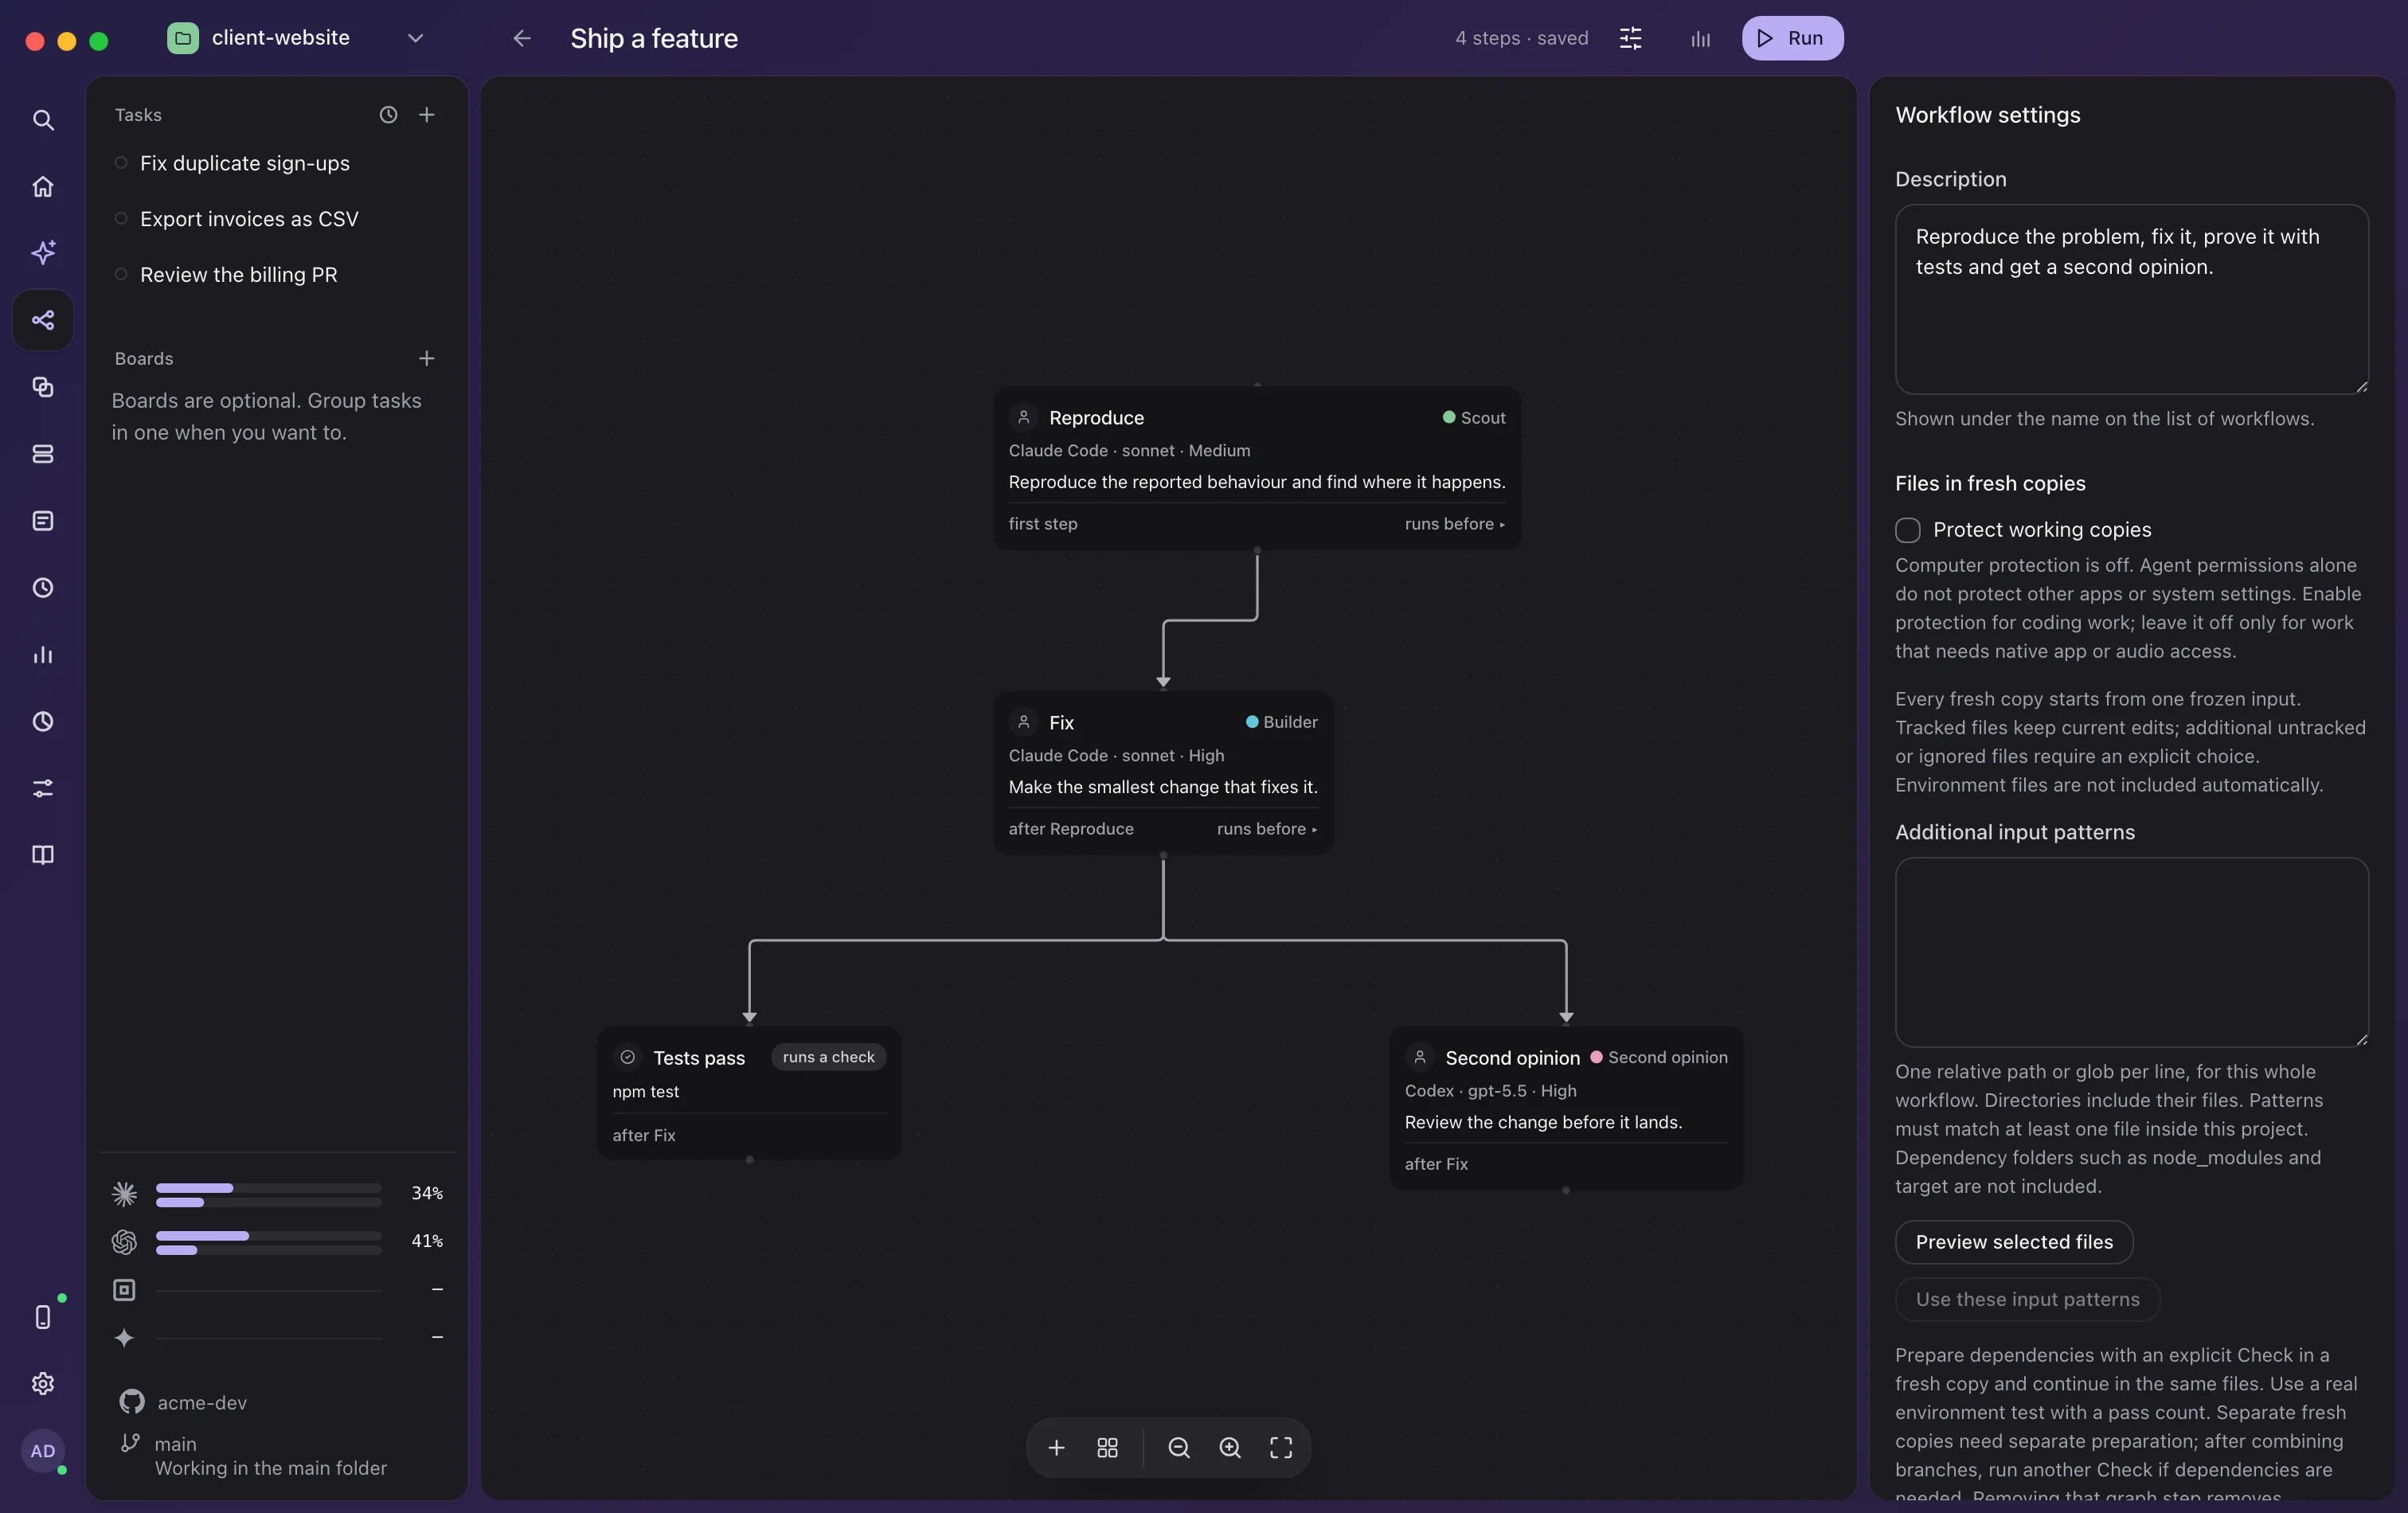 client-website
Ship a feature
4 steps · saved
Run
Tasks
Fix duplicate sign-ups
Export invoices as CSV
Review the billing PR
Boards
Boards are optional. Group tasks
in one when you want to.
34%
41%
–
–
acme-dev
main
Working in the main folder
AD
Reproduce
Scout
Claude Code · sonnet · Medium
Reproduce the reported behaviour and find where it happens.
first step
runs before ▸
Fix
Builder
Claude Code · sonnet · High
Make the smallest change that fixes it.
after Reproduce
runs before ▸
Tests pass
runs a check
npm test
after Fix
Second opinion
Second opinion
Codex · gpt-5.5 · High
Review the change before it lands.
after Fix
Workflow settings
Description
Reproduce the problem, fix it, prove it with
tests and get a second opinion.
Shown under the name on the list of workflows.
Files in fresh copies
Protect working copies
Computer protection is off. Agent permissions alone
do not protect other apps or system settings. Enable
protection for coding work; leave it off only for work
that needs native app or audio access.
Every fresh copy starts from one frozen input.
Tracked files keep current edits; additional untracked
or ignored files require an explicit choice.
Environment files are not included automatically.
Additional input patterns
One relative path or glob per line, for this whole
workflow. Directories include their files. Patterns
must match at least one file inside this project.
Dependency folders such as node_modules and
target are not included.
Preview selected files
Use these input patterns
Prepare dependencies with an explicit Check in a
fresh copy and continue in the same files. Use a real
environment test with a pass count. Separate fresh
copies need separate preparation; after combining
branches, run another Check if dependencies are
needed. Removing that graph step removes